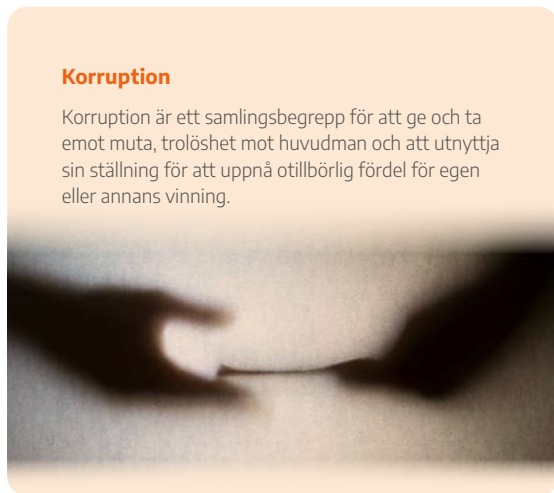 Korruption
Korruption är ett samlingsbegrepp för att ge och ta
emot muta, trolöshet mot huvudman och att utnyttja
sin ställning för att uppnå otillbörlig fördel för egen
eller annans vinning.